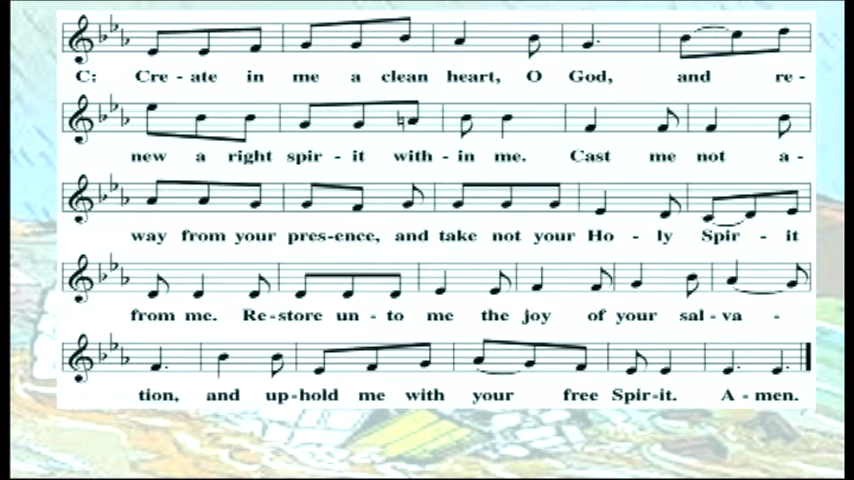 C: Cre - ate in me a clean heart, O God, and re -
new a right spir - it with - in me. Cast me not a -
way from your pres - ence, and take not your Ho - ly Spir - it
from me. Re - store un - to me the joy of your sal - va -
tion, and up - hold me with your free Spir - it. A - men.